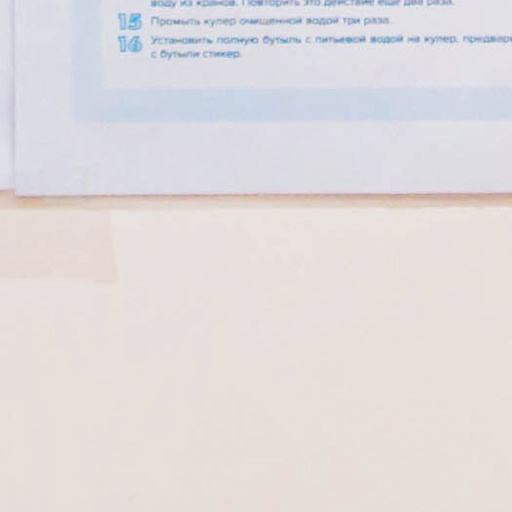 воду из кранов. Повторить это действие еще два раза.
15 Промыть кулер очищенной водой три раза.
16 Установить полную бутыль с питьевой водой на кулер, предвар
с бутыли стикер.